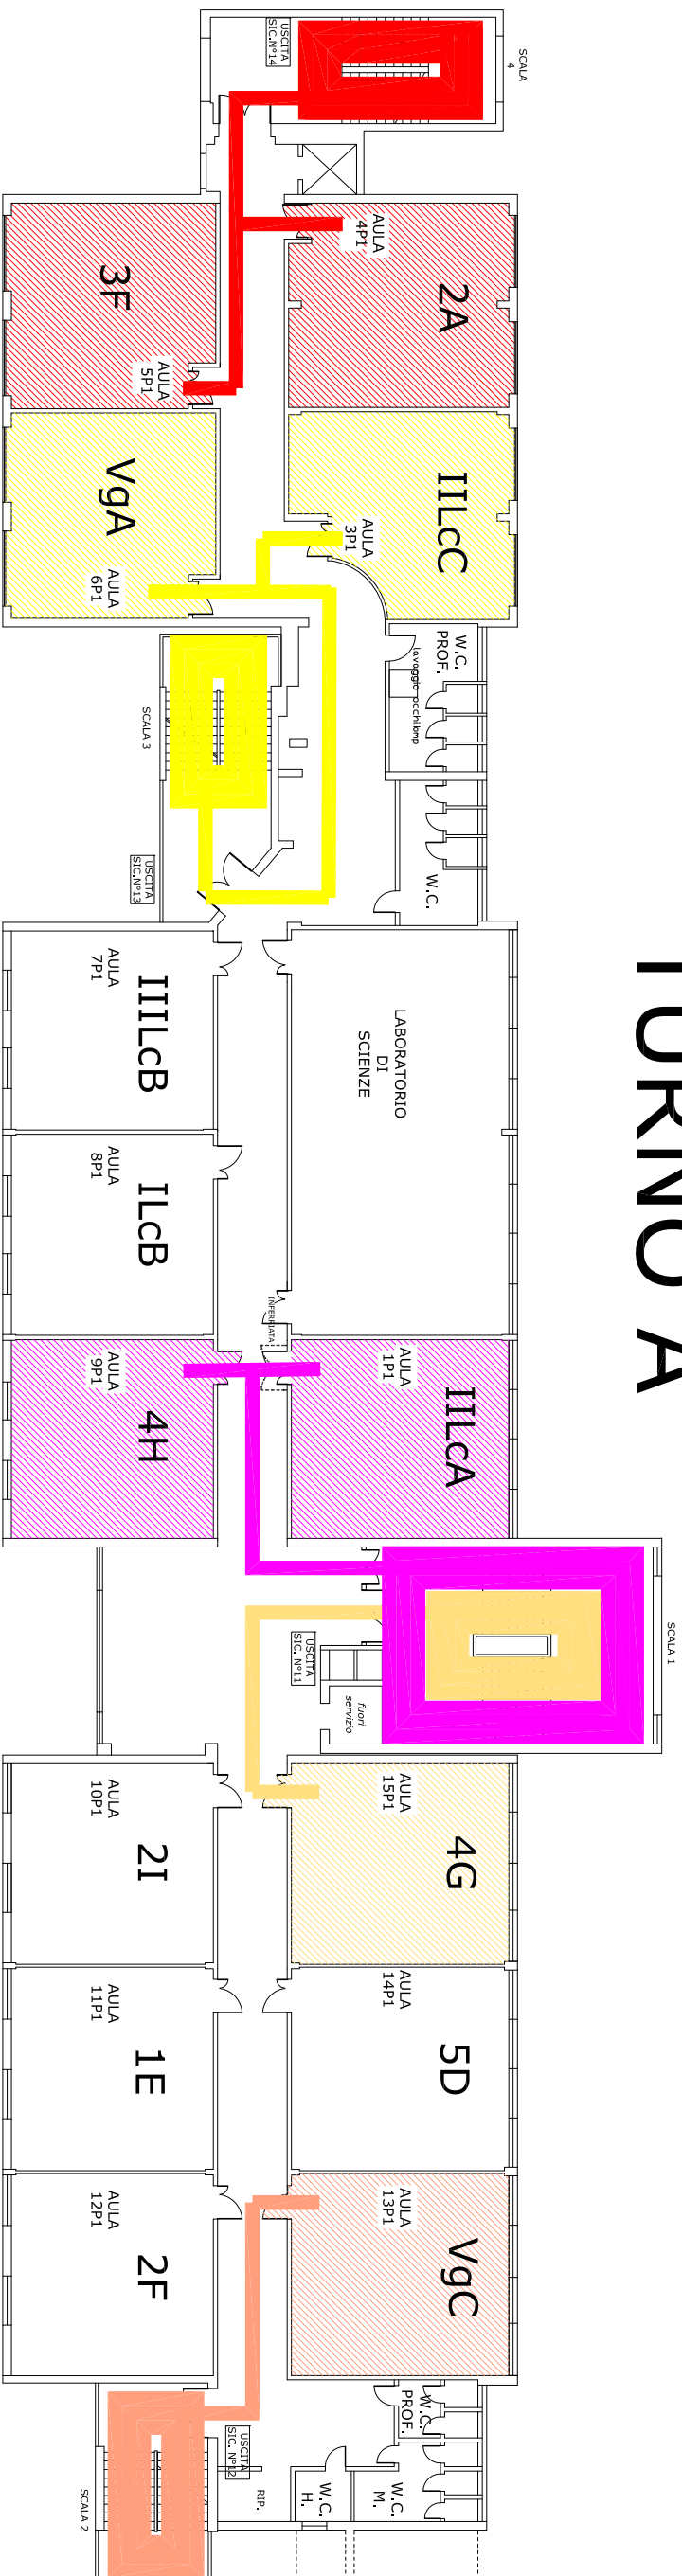 TURNO A
SCALA
4
USCITA
SIC.N°14
AULA
4P1
2A
3F
AULA
5P1
IILcC
AULA
3P1
VgA
AULA
6P1
W.C.
PROF.
lavaggio occhi
SCALA 3
USCITA
SIC.N°13
W.C.
IIILcB
AULA
7P1
LABORATORIO
DI
SCIENZE
ILcB
AULA
8P1
INFERRIATA
IILcA
AULA
1P1
4H
AULA
9P1
SCALA 1
USCITA
SIC. N°11
fuori
servizio
AULA
15P1
4G
AULA
10P1
2I
AULA
14P1
5D
AULA
11P1
1E
AULA
13P1
VgC
AULA
12P1
2F
W.C.
PROF.
USCITA
SIC. N°12
W.C.
M.
W.C.
H.
RIP.
SCALA 2